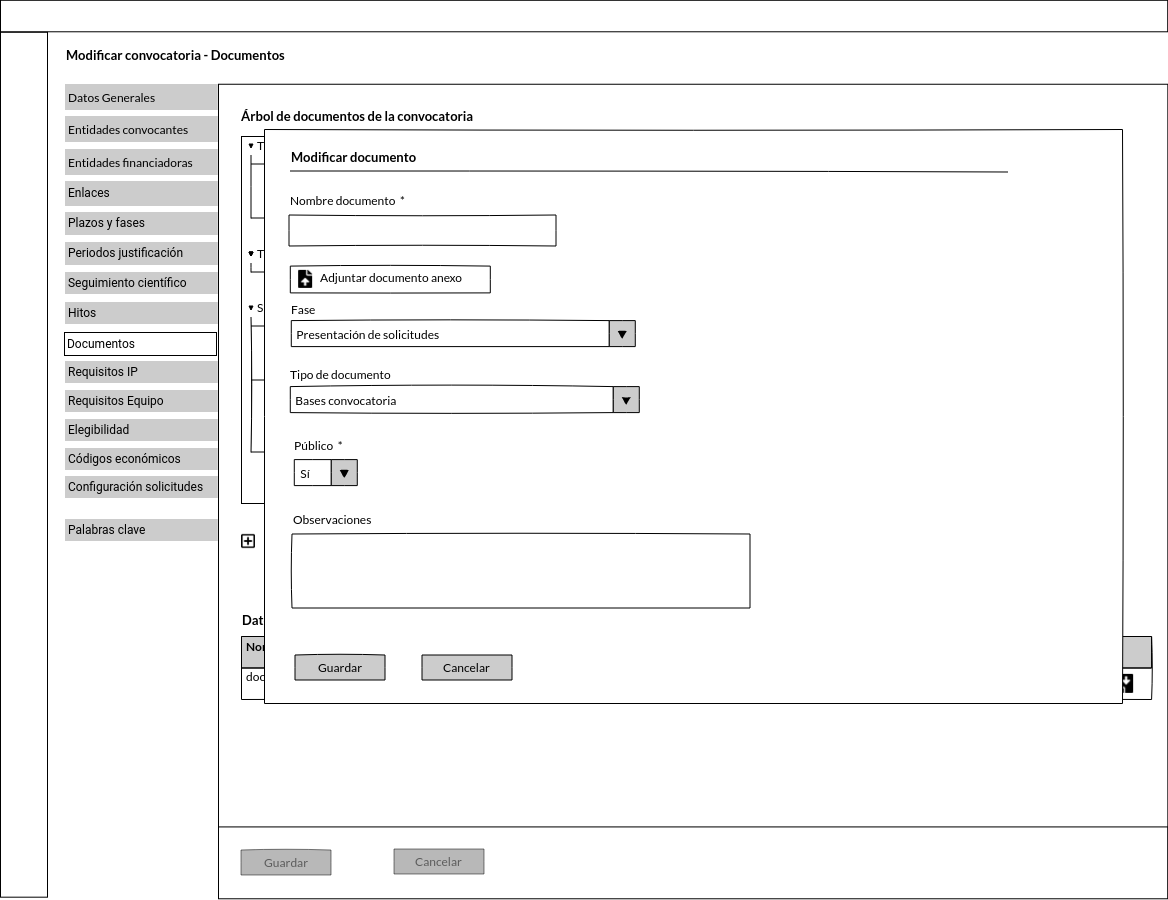 Modificar convocatoria - Documentos
Datos Generales
Entidades convocantes
Entidades financiadoras
Enlaces
Plazos y fases
Periodos justificación
Seguimiento científico
Hitos
Documentos
Requisitos IP
Requisitos Equipo
Elegibilidad
Códigos económicos
Configuración solicitudes
Palabras clave
Árbol de documentos de la convocatoria
T
T
S
Modificar documento
Nombre documento *
Adjuntar documento anexo
Fase
Presentación de solicitudes
Tipo de documento
Bases convocatoria
Público *
Sí
Observaciones
Guardar Cancelar
Dat
doc
Guardar Cancelar